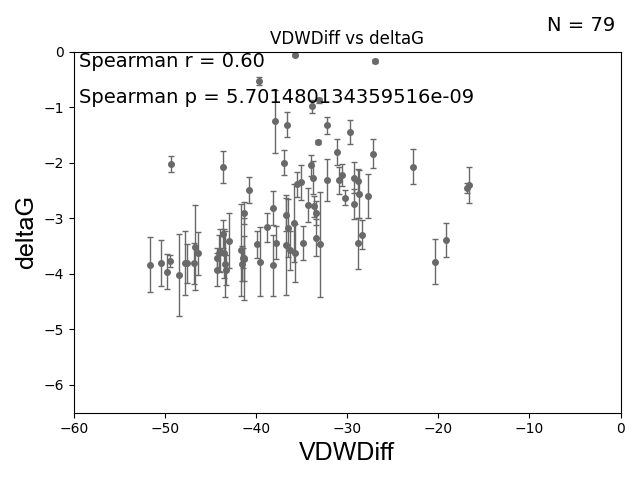 N = 79
VDWDiff vs deltaG
Spearman r = 0.60
Spearman p = 5.701480134359516e-09
0
−1
−2
−3
−4
−5
−6
deltaG
−60 −50 −40 −30 −20 −10 0
VDWDiff